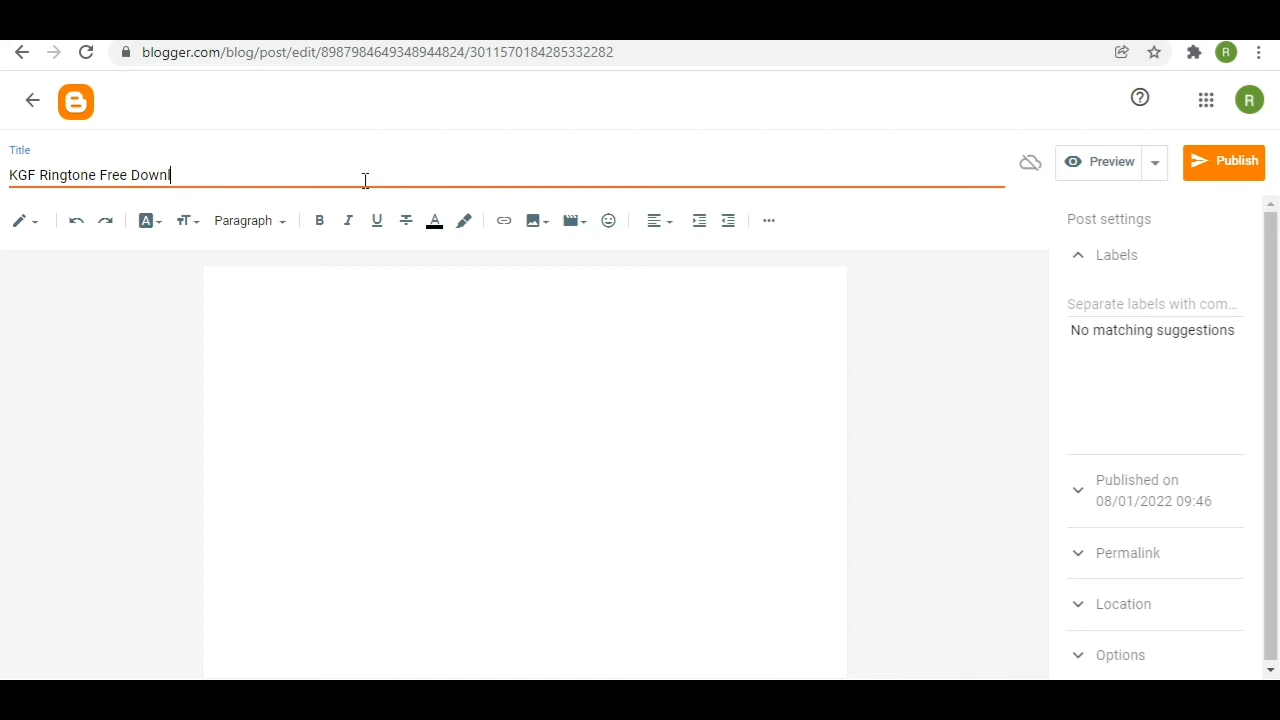 blogger.com/blog/post/edit/8987984649348944824/3011570184285332282
R
R
Title
KGF Ringtone Free Downl
Preview
Publish
A
Paragraph
B
I
U
A
Post settings
Labels
Separate labels with com...
No matching suggestions
Published on
08/01/2022 09:46
Permalink
Location
Options